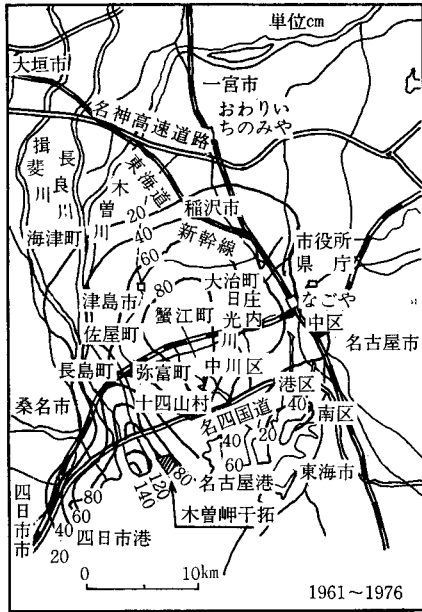 単位cm
大垣市
一宮市
おわりい
ちのみや
名神高速道路
揖斐川
長良川
木曽川
東海道
新幹線
20
40
60
80
稲沢市
海津町
市役所
県庁
大治町
津島市
蟹江町
日光川
庄内川
なごや
中区
名古屋市
佐屋町
長島町
弥富町
中川区
港区
桑名市
十四山村
名四国道
40
南区
40
20
60
80
東海市
名古屋港
120
140
木曽岬干拓
四日市市
80
60
40
20
四日市港
0
10km
1961~1976